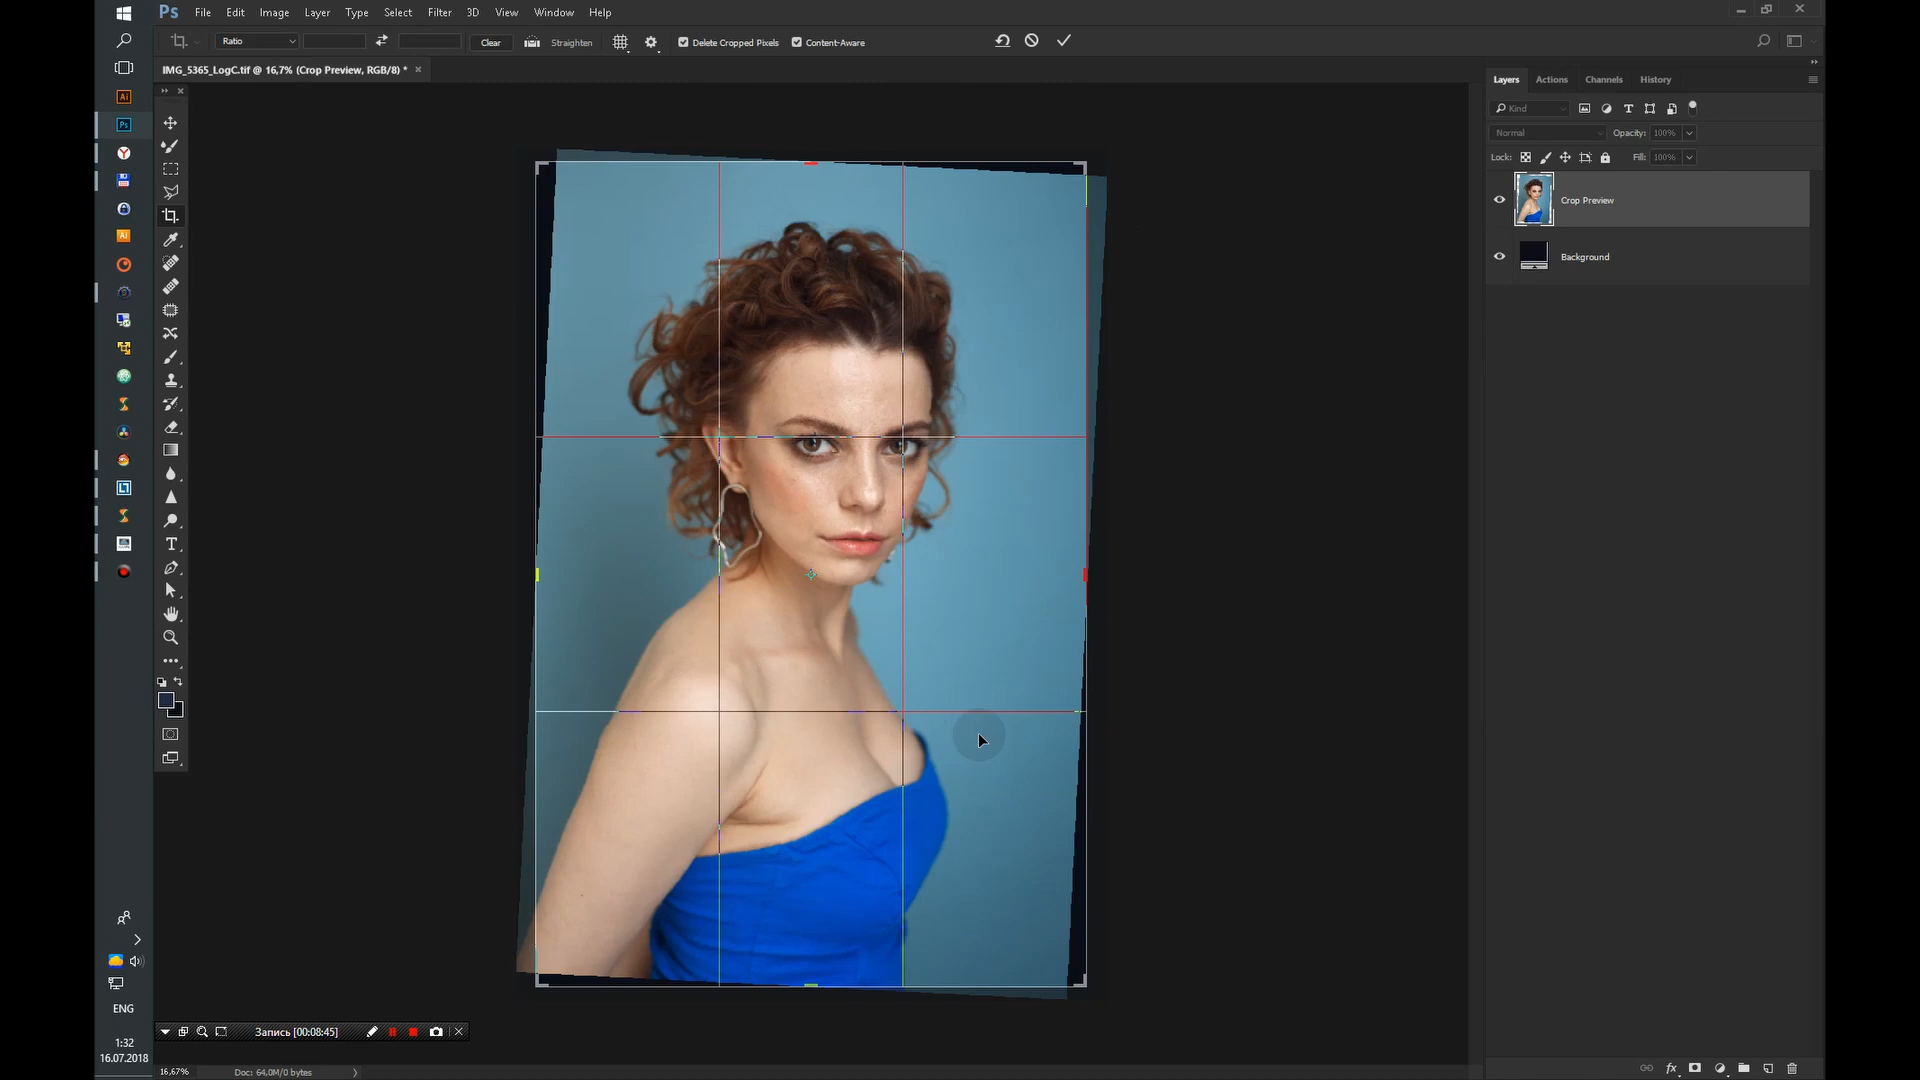 Ps File Edit Image Layer Type Select Filter 3D View Window Help
Ratio Clear Straighten Delete Cropped Pixels Content-Aware
IMG_5365_LogC.tif @ 16,7% (Crop Preview, RGB/8) *
Layers Actions Channels History
Kind
Normal Opacity: 100%
Lock: Fill: 100%
Crop Preview
Background
Ai
Ps
ENG
1:32
16.07.2018
Запись [00:08:45]
16,67% Doc: 64,0M/0 bytes